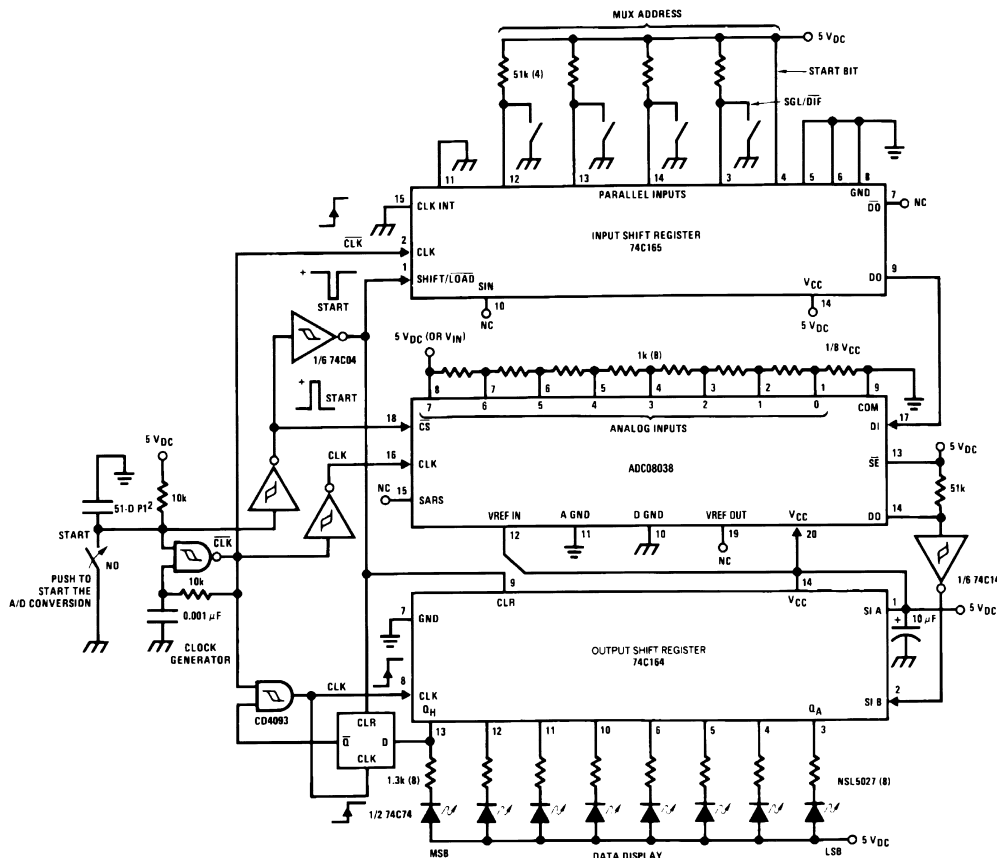 MUX ADDRESS
5 VDC
51k (4)
START BIT
SGL/DIF
11
12
13
14
3
4
5
6
8
PARALLEL INPUTS
GND
15
CLK INT
7
DO
NC
INPUT SHIFT REGISTER
74C165
CLK
2
CLK
1
SHIFT/LOAD
9
DO
+
START
SIN
10
NC
VCC
14
5 VDC
1/6 74C04
5 VDC (OR VIN)
1k (8)
1/8 VCC
+
START
8
7
6
5
4
3
2
1
9
7
6
5
4
3
2
1
0
COM
ANALOG INPUTS
18
CS
17
DI
CLK
16
CLK
ADC08038
13
SE
5 VDC
51k
NC
15
SARS
14
DO
VREF IN
A GND
D GND
VREF OUT
VCC
12
11
10
19
20
NC
5 VDC
10k
51-D P1²
START
NO
CLK
PUSH TO
START THE
A/D CONVERSION
10k
0.001 µF
CLOCK
GENERATOR
1/6 74C14
9
CLR
14
VCC
7
GND
SI A
1
10 µF
+
5 VDC
OUTPUT SHIFT REGISTER
74C164
CLK
8
CLK
2
SI B
QH
QA
CD4093
CLR
Q
D
CLK
13
12
11
10
6
5
4
3
1.3k (8)
NSL5027 (8)
1/2 74C74
5 VDC
MSB
DATA DISPLAY
LSB